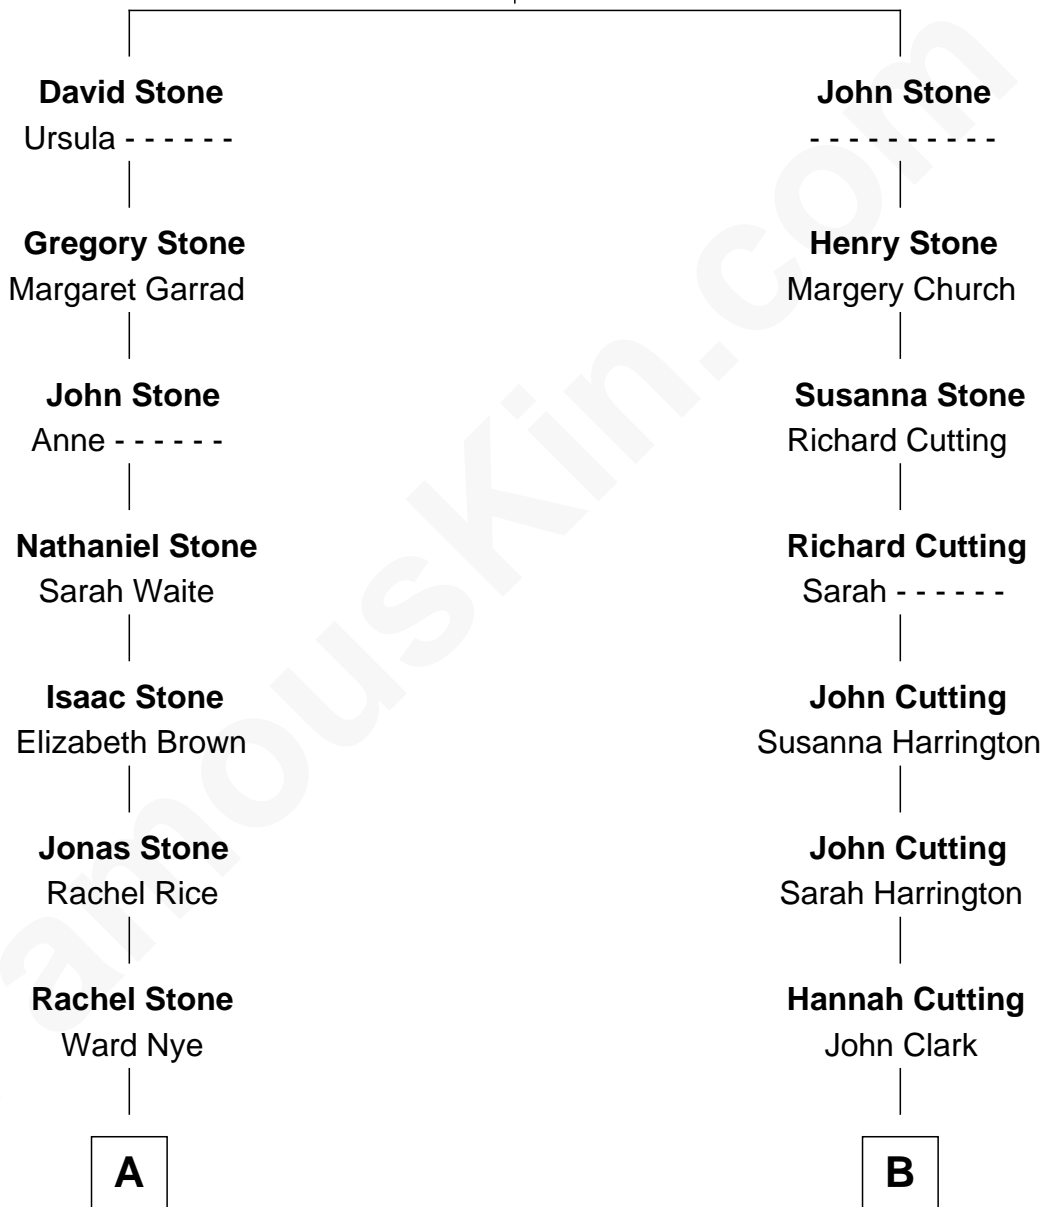 David Stone
Ursula - - - - - -
Gregory Stone
Margaret Garrad
John Stone
Anne - - - - - -
Nathaniel Stone
Sarah Waite
Isaac Stone
Elizabeth Brown
Jonas Stone
Rachel Rice
Rachel Stone
Ward Nye
A
John Stone
- - - - - - - - - -
Henry Stone
Margery Church
Susanna Stone
Richard Cutting
Richard Cutting
Sarah - - - - - -
John Cutting
Susanna Harrington
John Cutting
Sarah Harrington
Hannah Cutting
John Clark
B
amousKin.com